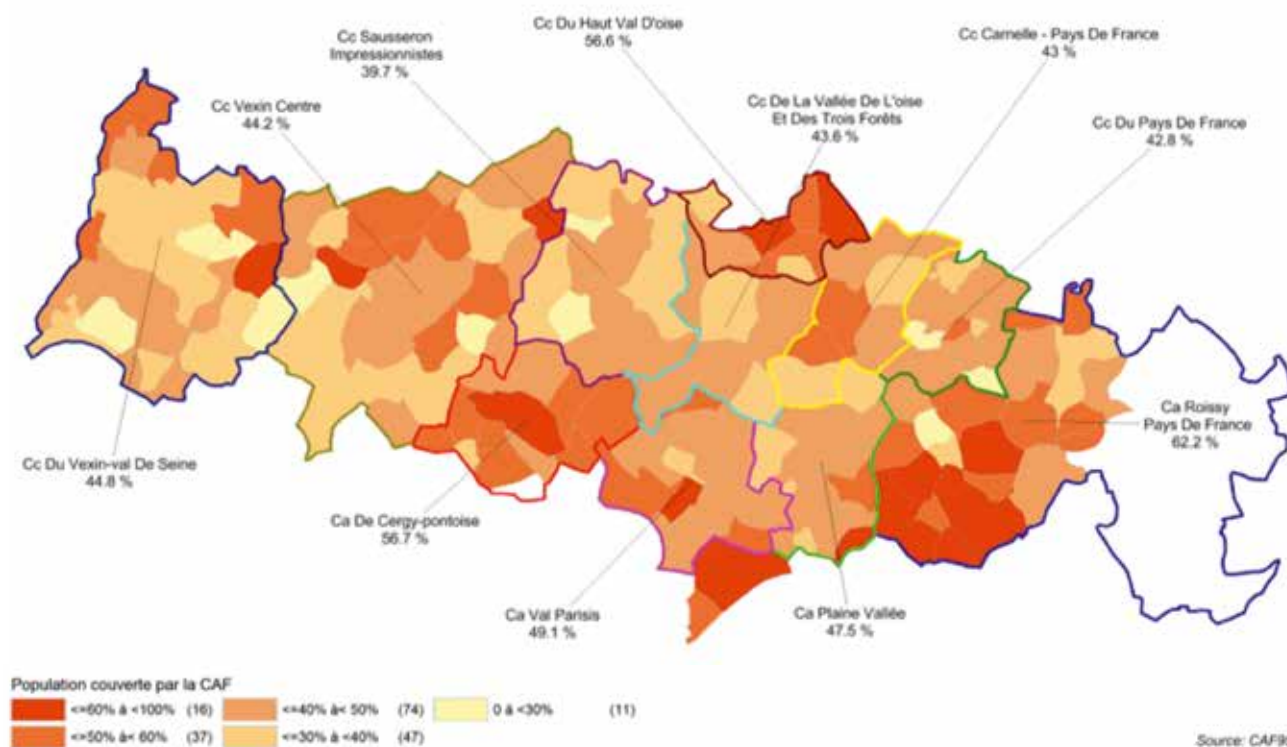 Cc Du Haut Val D'oise
56.6 %
Cc Sausseron
Impressionnistes
39.7 %
Cc Carnelle - Pays De France
43 %
Cc Vexin Centre
44.2 %
Cc De La Vallée De L'oise
Et Des Trois Forêts
43.6 %
Cc Du Pays De France
42.8 %
Ca Roissy
Pays De France
62.2 %
Cc Du Vexin-val De Seine
44.8 %
Ca De Cergy-pontoise
56.7 %
Ca Val Parisis
49.1 %
Ca Plaine Vallée
47.5 %
Population couverte par la CAF
<=60% à <100% (16)
<=40% à< 50% (74)
0 à <30% (11)
<=50% à< 60% (37)
<=30% à <40% (47)
Source: